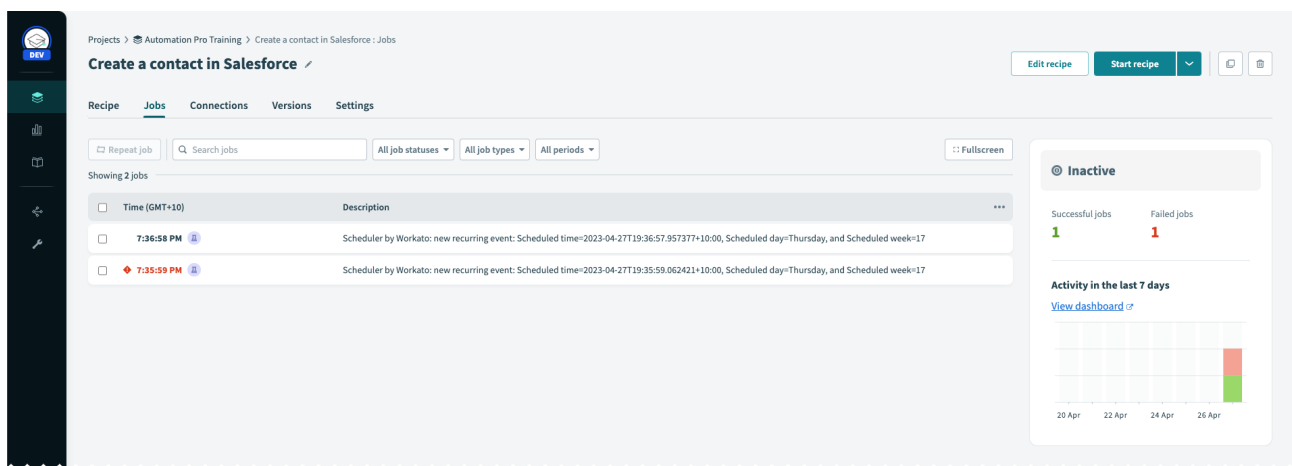 DEV
Projects > Automation Pro Training > Create a contact in Salesforce : Jobs
Create a contact in Salesforce
Edit recipe
Start recipe
Recipe Jobs Connections Versions Settings
Repeat job
Search jobs
All job statuses
All job types
All periods
Fullscreen
Showing 2 jobs
Time (GMT+10) Description
7:36:58 PM Scheduler by Workato: new recurring event: Scheduled time=2023-04-27T19:36:57.957377+10:00, Scheduled day=Thursday, and Scheduled week=17
7:35:59 PM Scheduler by Workato: new recurring event: Scheduled time=2023-04-27T19:35:59.062421+10:00, Scheduled day=Thursday, and Scheduled week=17
Inactive
Successful jobs Failed jobs
1 1
Activity in the last 7 days
View dashboard
20 Apr 22 Apr 24 Apr 26 Apr